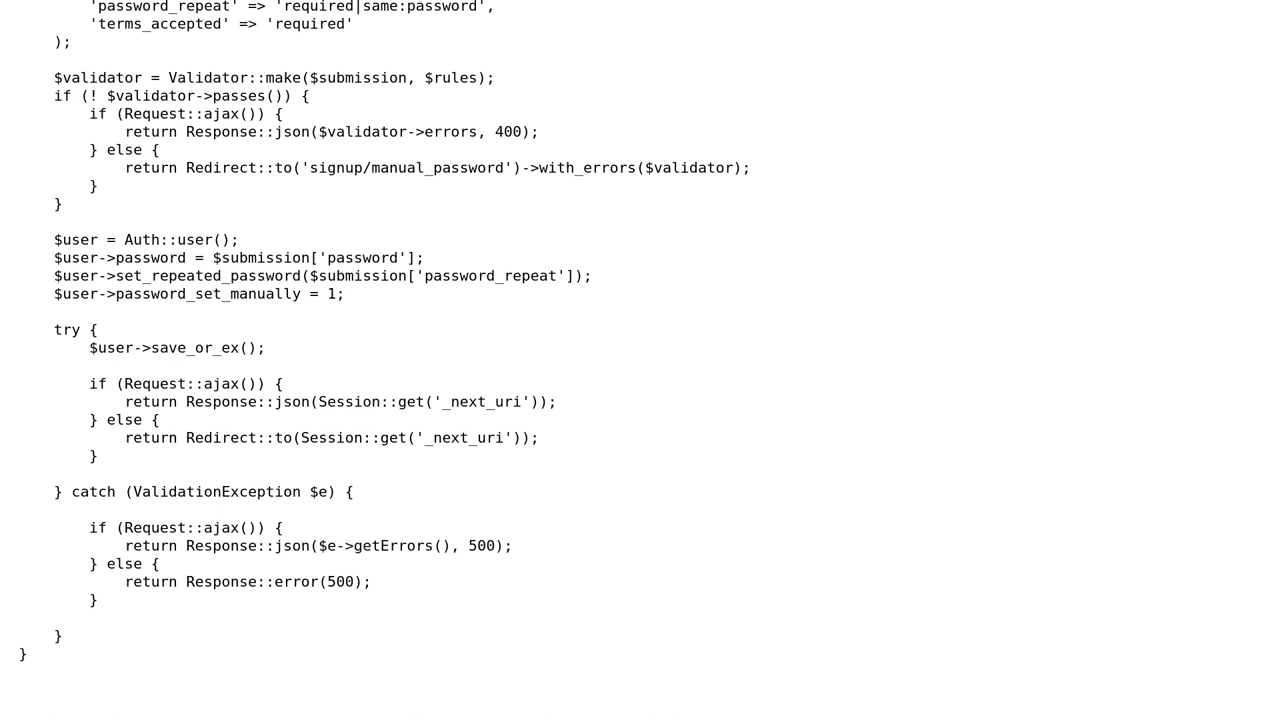 'password_repeat' => 'required|same:password',
        'terms_accepted' => 'required'
    );

    $validator = Validator::make($submission, $rules);
    if (! $validator->passes()) {
        if (Request::ajax()) {
            return Response::json($validator->errors, 400);
        } else {
            return Redirect::to('signup/manual_password')->with_errors($validator);
        }
    }

    $user = Auth::user();
    $user->password = $submission['password'];
    $user->set_repeated_password($submission['password_repeat']);
    $user->password_set_manually = 1;

    try {
        $user->save_or_ex();

        if (Request::ajax()) {
            return Response::json(Session::get('_next_uri'));
        } else {
            return Redirect::to(Session::get('_next_uri'));
        }

    } catch (ValidationException $e) {

        if (Request::ajax()) {
            return Response::json($e->getErrors(), 500);
        } else {
            return Response::error(500);
        }

    }
}